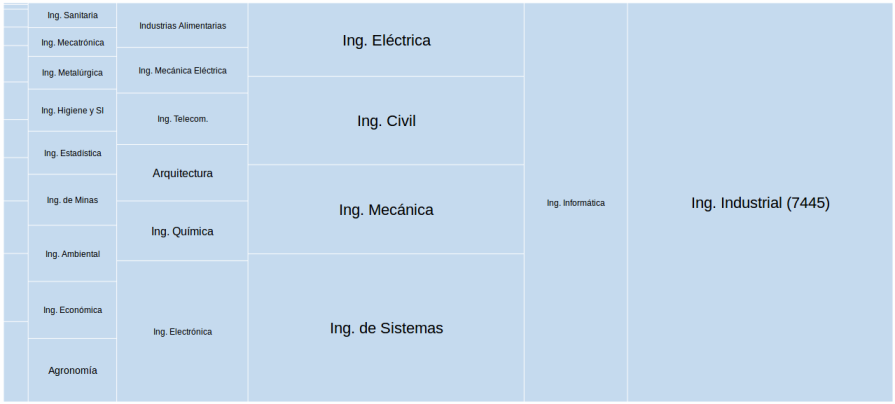 Ing. Sanitaria
Ing. Mecatrónica
Ing. Metalúrgica
Ing. Higiene y SI
Ing. Estadística
Ing. de Minas
Ing. Ambiental
Ing. Económica
Agronomía
Industrias Alimentarias
Ing. Mecánica Eléctrica
Ing. Telecom.
Arquitectura
Ing. Química
Ing. Electrónica
Ing. Eléctrica
Ing. Civil
Ing. Mecánica
Ing. de Sistemas
Ing. Informática
Ing. Industrial (7445)